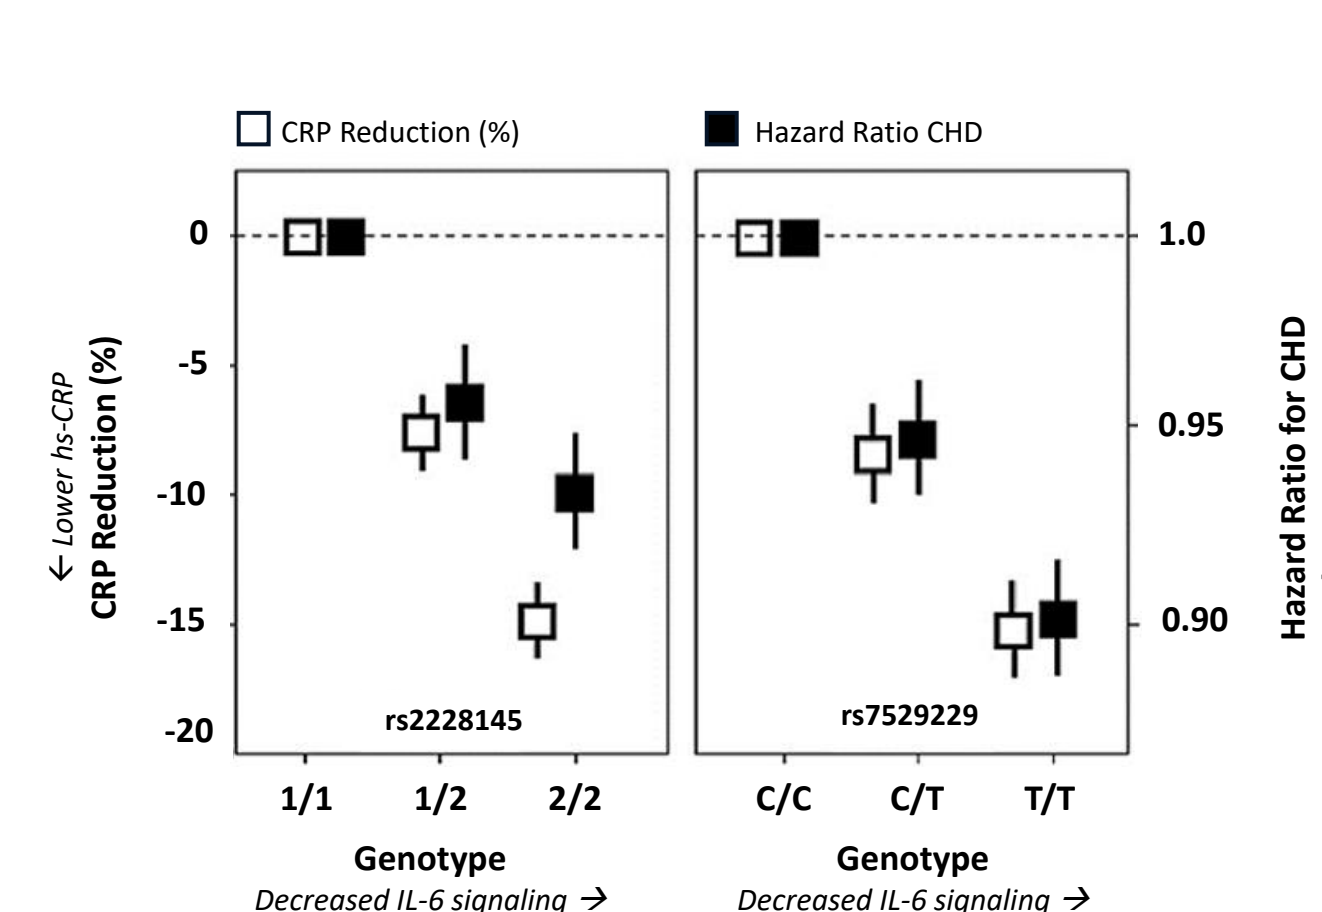 CRP Reduction (%)
Hazard Ratio CHD
0
-5
-10
-15
-20
← Lower hs-CRP
CRP Reduction (%)
rs2228145
1/1 1/2 2/2
Genotype
Decreased IL-6 signaling →
rs7529229
C/C C/T T/T
Genotype
Decreased IL-6 signaling →
1.0
0.95
0.90
Hazard Ratio for CHD